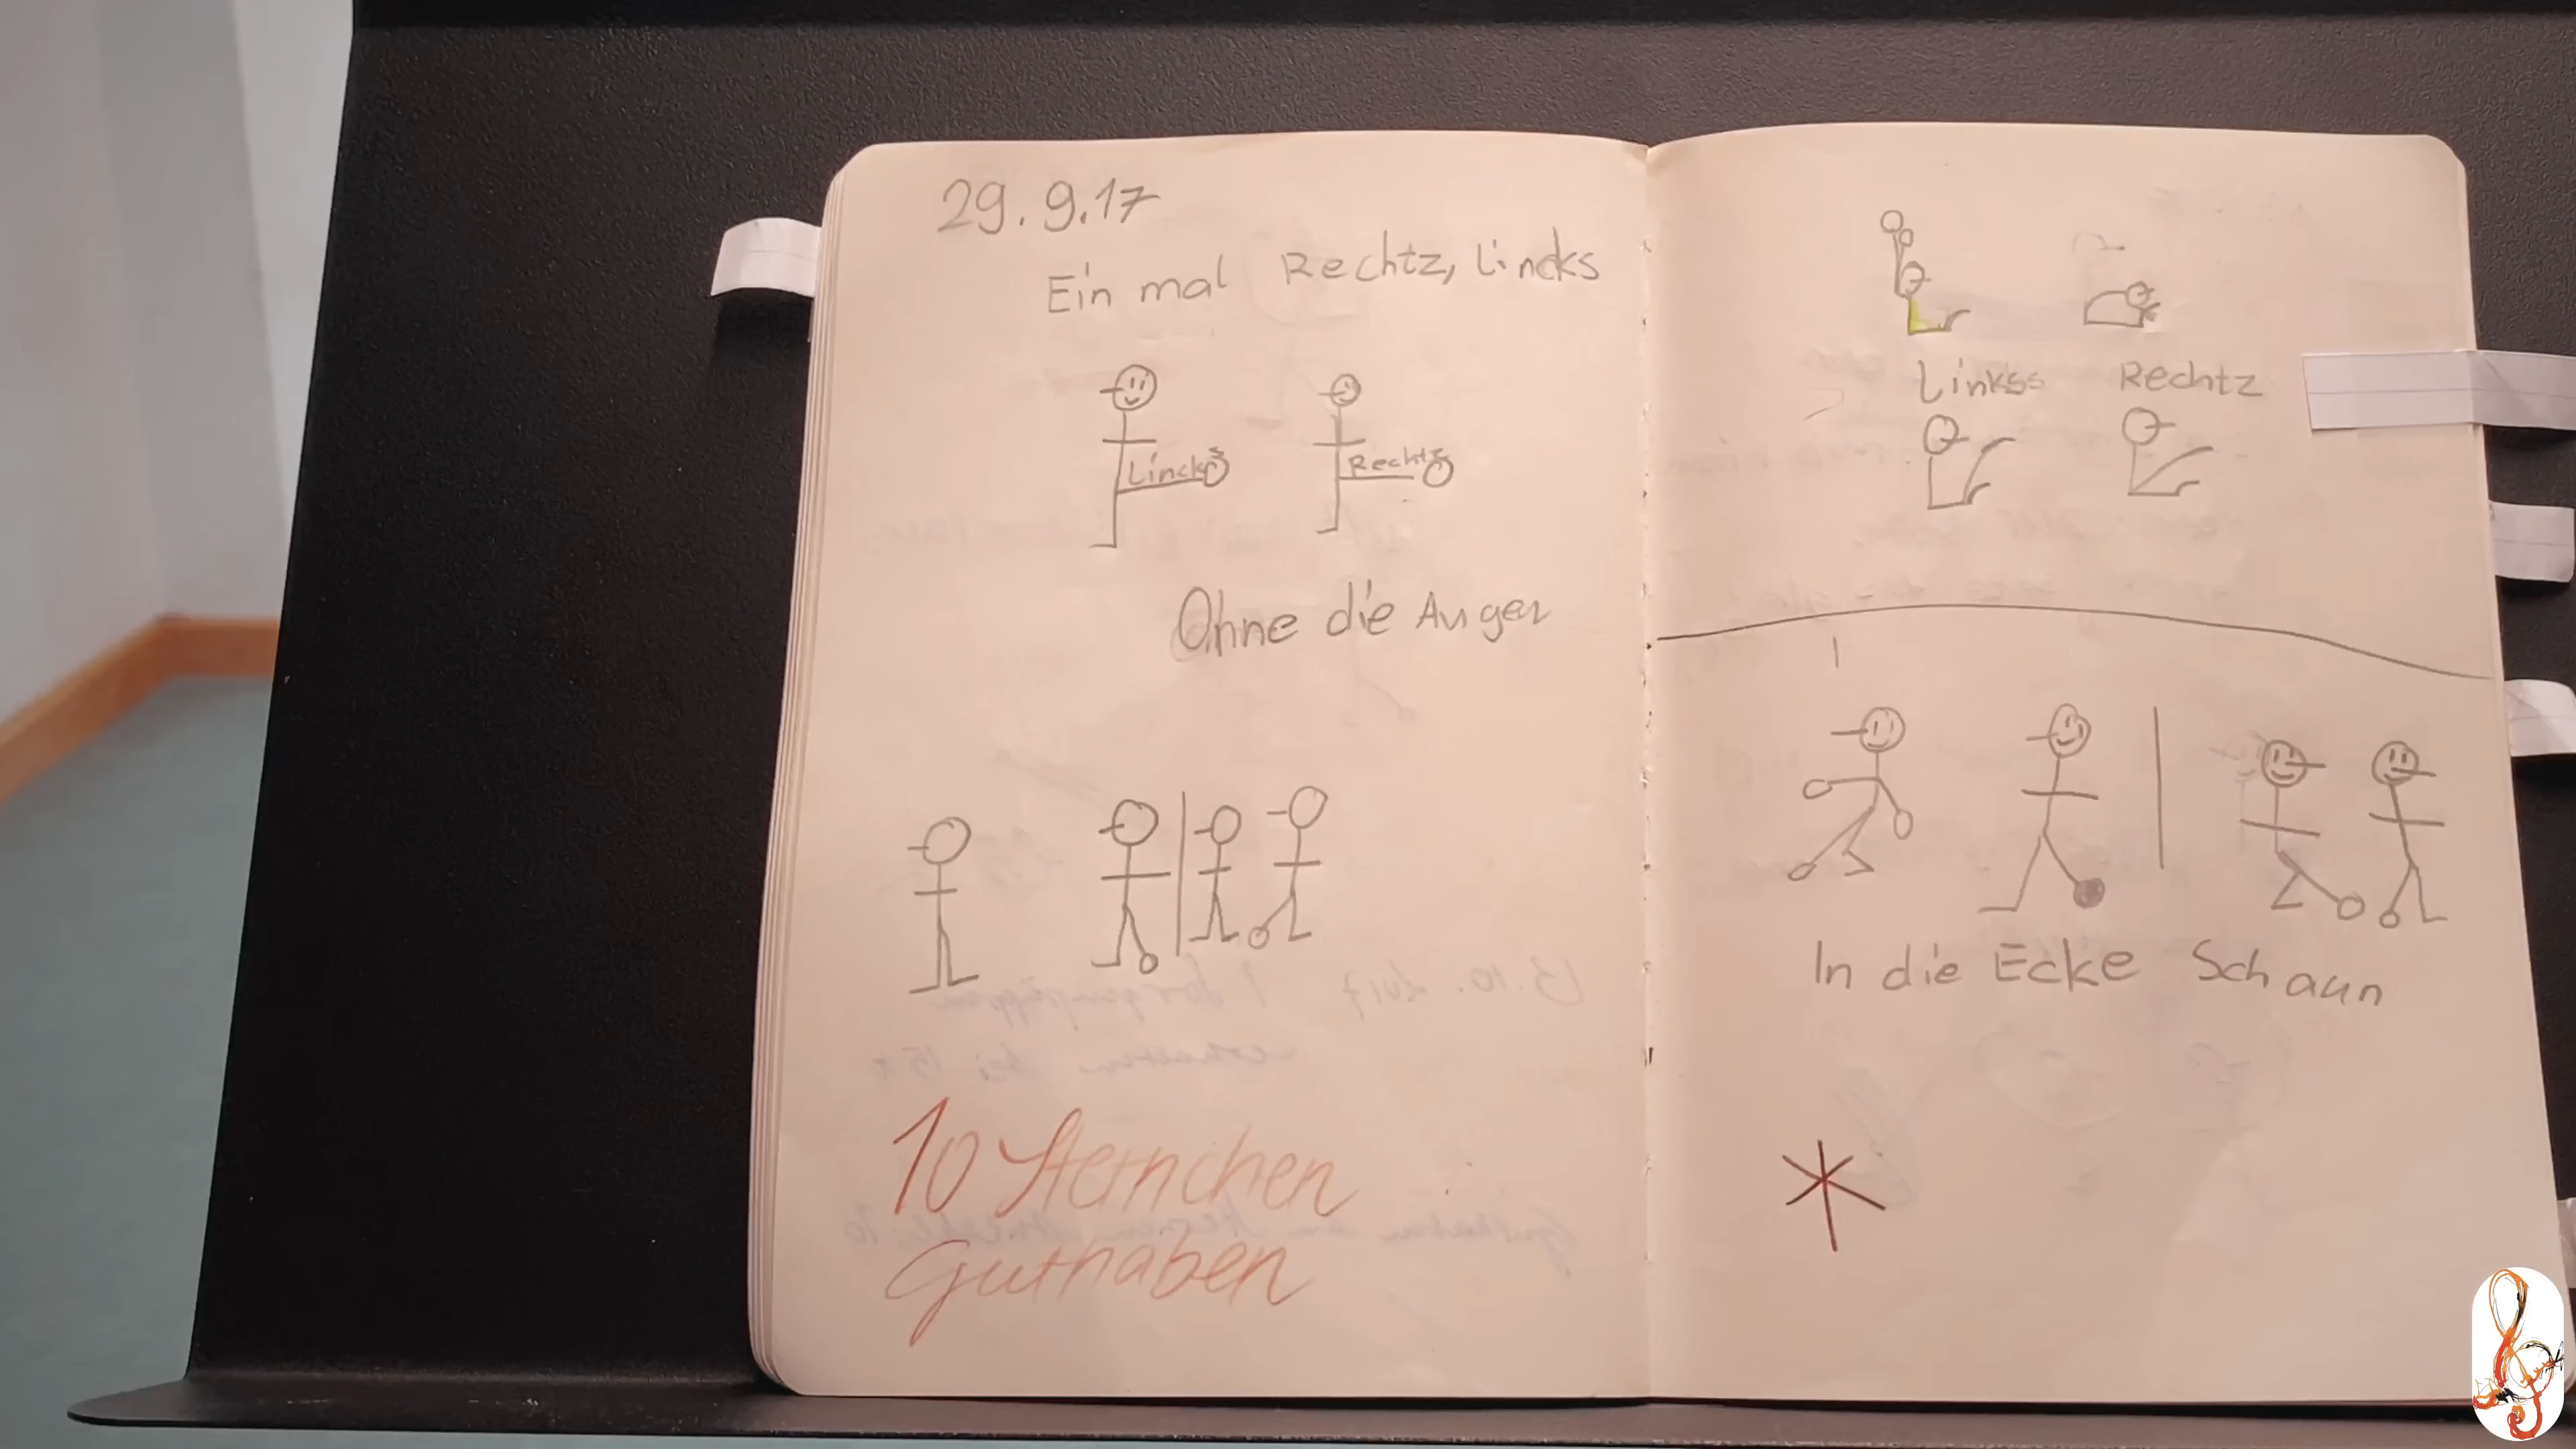 29.9.17
Ein mal Rechtz, Lincks
Lincks
Rechtz
Ohne die Augen
10 Sternchen
Guthaben
Linkss Rechtz
In die Ecke Schaun